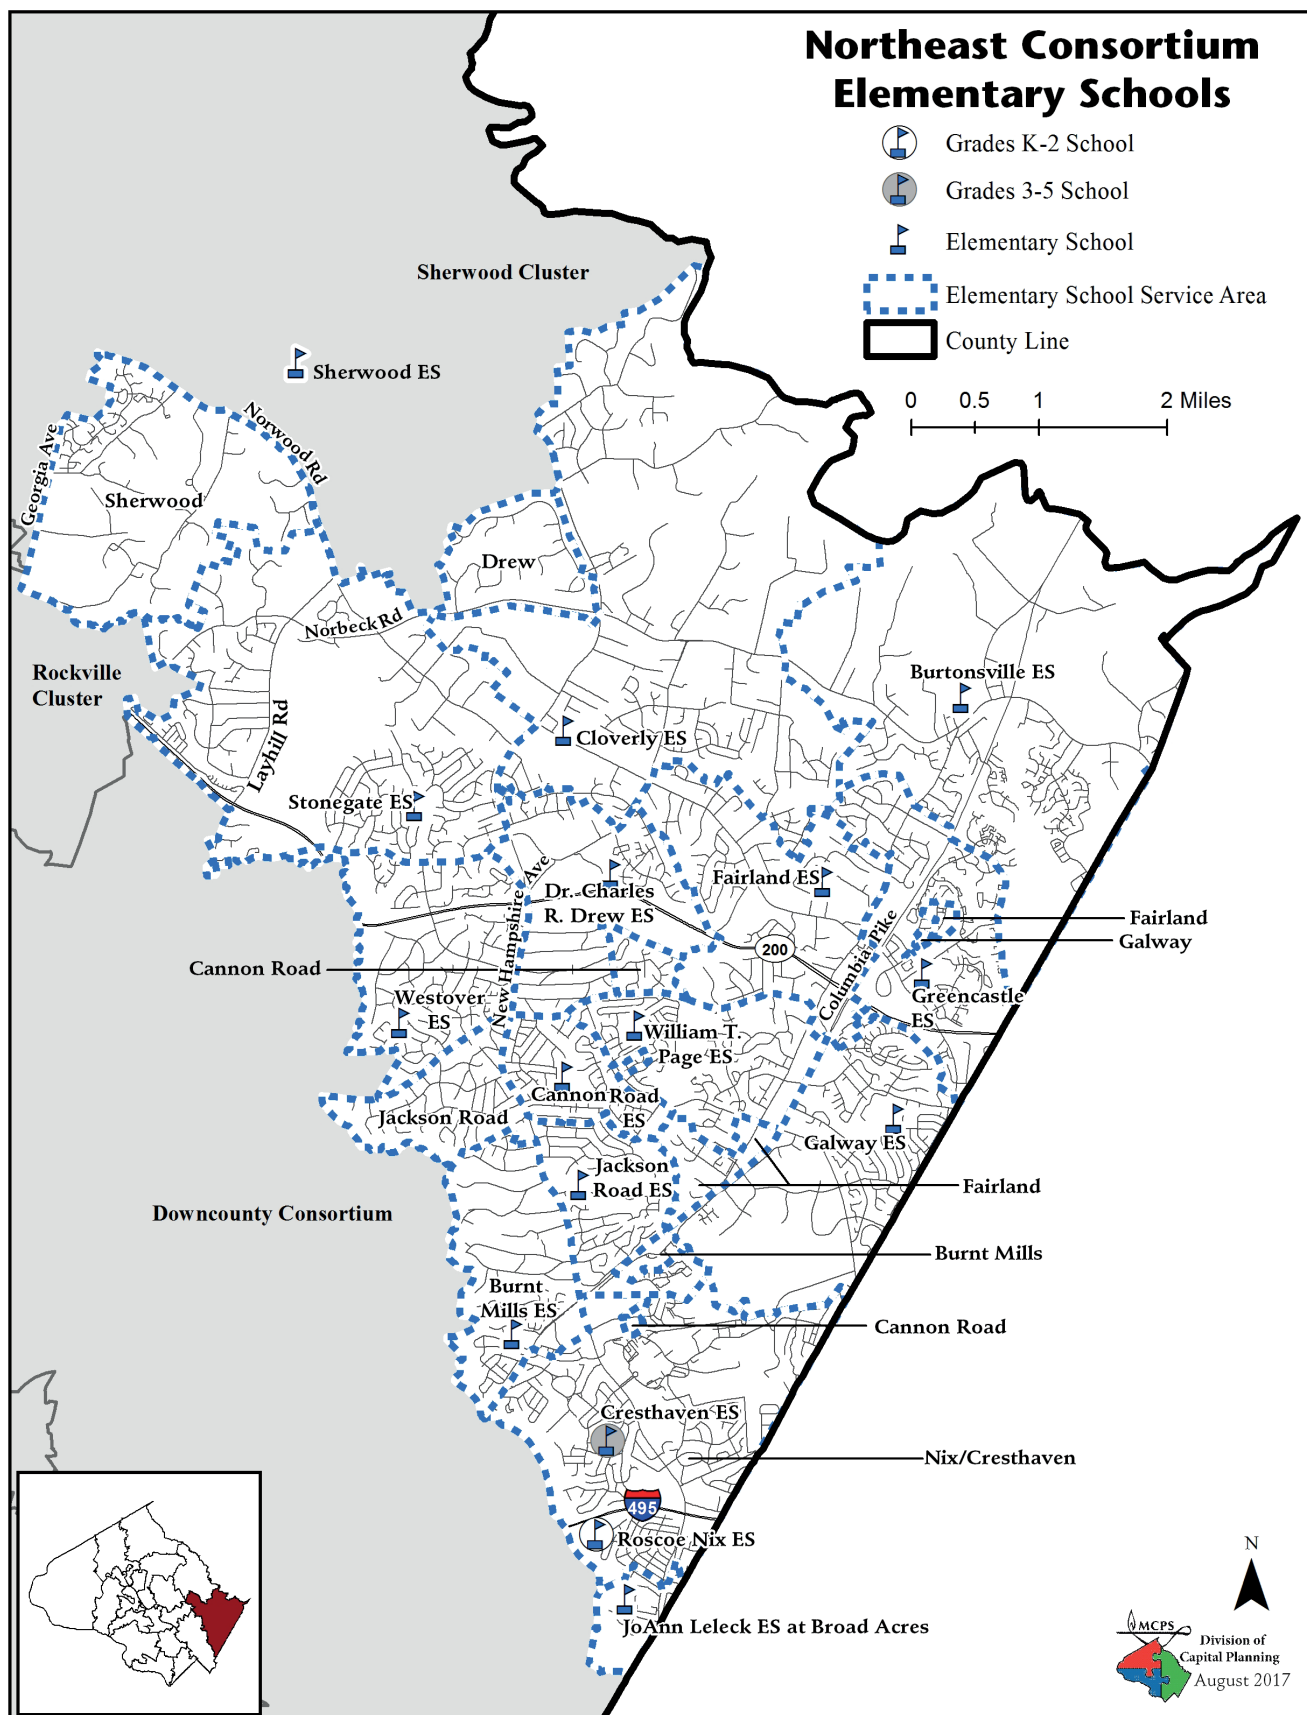 Northeast Consortium
Elementary Schools
Grades K-2 School
Grades 3-5 School
Elementary School
Elementary School Service Area
County Line
0 0.5 1 2 Miles
Sherwood Cluster
Sherwood ES
Norwood Rd
Georgia Ave
Sherwood
Drew
Norbeck Rd
Rockville
Cluster
Layhill Rd
Burtonsville ES
Cloverly ES
Stonegate ES
New Hampshire Ave
Dr. Charles
R. Drew ES
Fairland ES
Columbia Pike
200
Fairland
Galway
Cannon Road
Westover
ES
Greencastle
ES
William T.
Page ES
Cannon Road
ES
Jackson Road
Galway ES
Jackson
Road ES
Fairland
Downcounty Consortium
Burnt Mills
Burnt
Mills ES
Cannon Road
Cresthaven ES
Nix/Cresthaven
495
Roscoe Nix ES
JoAnn Leleck ES at Broad Acres
N
MCPS
Division of
Capital Planning
August 2017